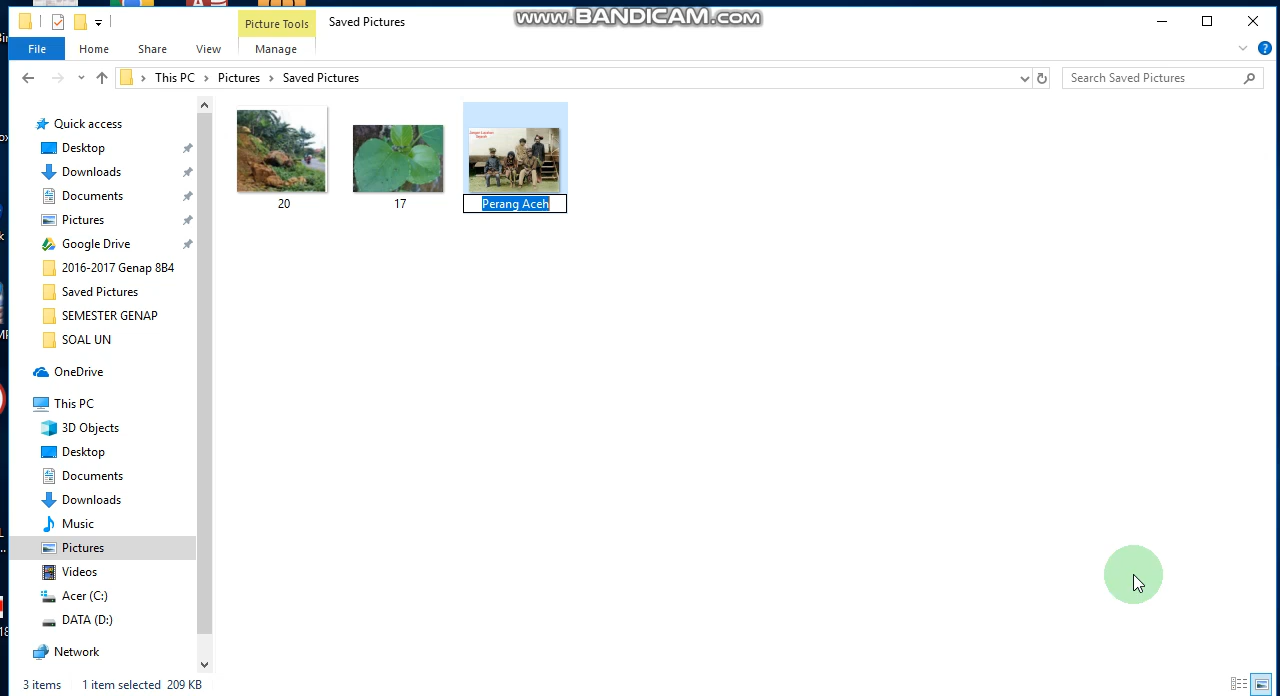 www.BANDICAM.com
Picture Tools
Saved Pictures
File
Home
Share
View
Manage
This PC
Pictures
Saved Pictures
Search Saved Pictures
Quick access
Desktop
Downloads
Documents
Pictures
Google Drive
2016-2017 Genap 8B4
Saved Pictures
SEMESTER GENAP
SOAL UN
OneDrive
This PC
3D Objects
Desktop
Documents
Downloads
Music
Pictures
Videos
Acer (C:)
DATA (D:)
Network
20
17
Perang Aceh
3 items
1 item selected 209 KB